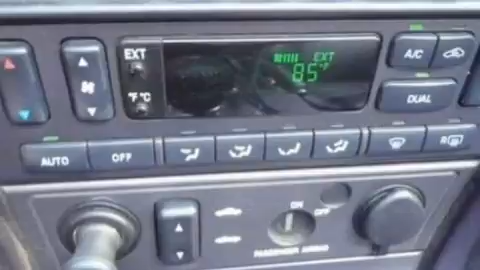 EXT
EXT
85°F
A/C
°F °C
DUAL
AUTO
OFF
R
ON
OFF
PASSENGER AIRBAG